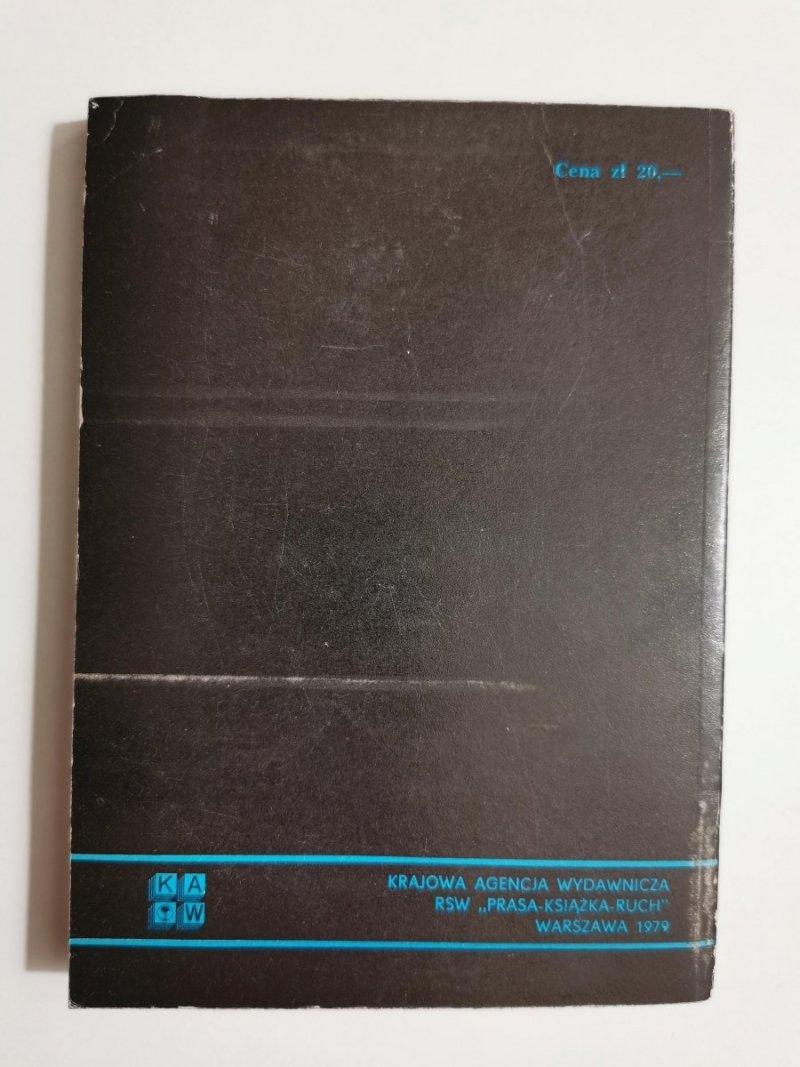 Cena zł 20,—
K A
W
KRAJOWA AGENCJA WYDAWNICZA
RSW „PRASA-KSIĄŻKA-RUCH"
WARSZAWA 1979